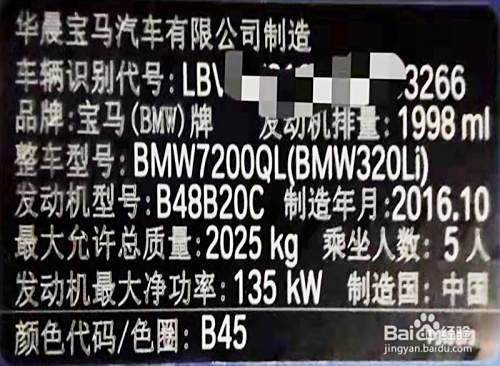 华晨宝马汽车有限公司制造
车辆识别代号: LBV 3266
品牌: 宝马(BMW)牌 发动机排量: 1998 ml
整车型号: BMW7200QL(BMW320Li)
发动机型号: B48B20C 制造年月: 2016.10
最大允许总质量: 2025 kg 乘坐人数: 5 人
发动机最大净功率: 135 kW 制造国: 中国
颜色代码/色圈: B45
Baidu 经验
jingyan.baidu.com